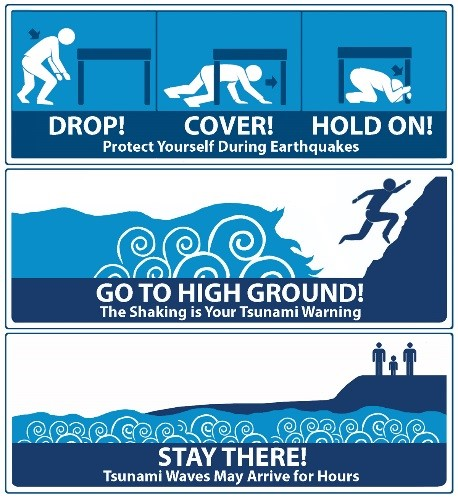 DROP! COVER! HOLD ON!
Protect Yourself During Earthquakes
GO TO HIGH GROUND!
The Shaking is Your Tsunami Warning
STAY THERE!
Tsunami Waves May Arrive for Hours